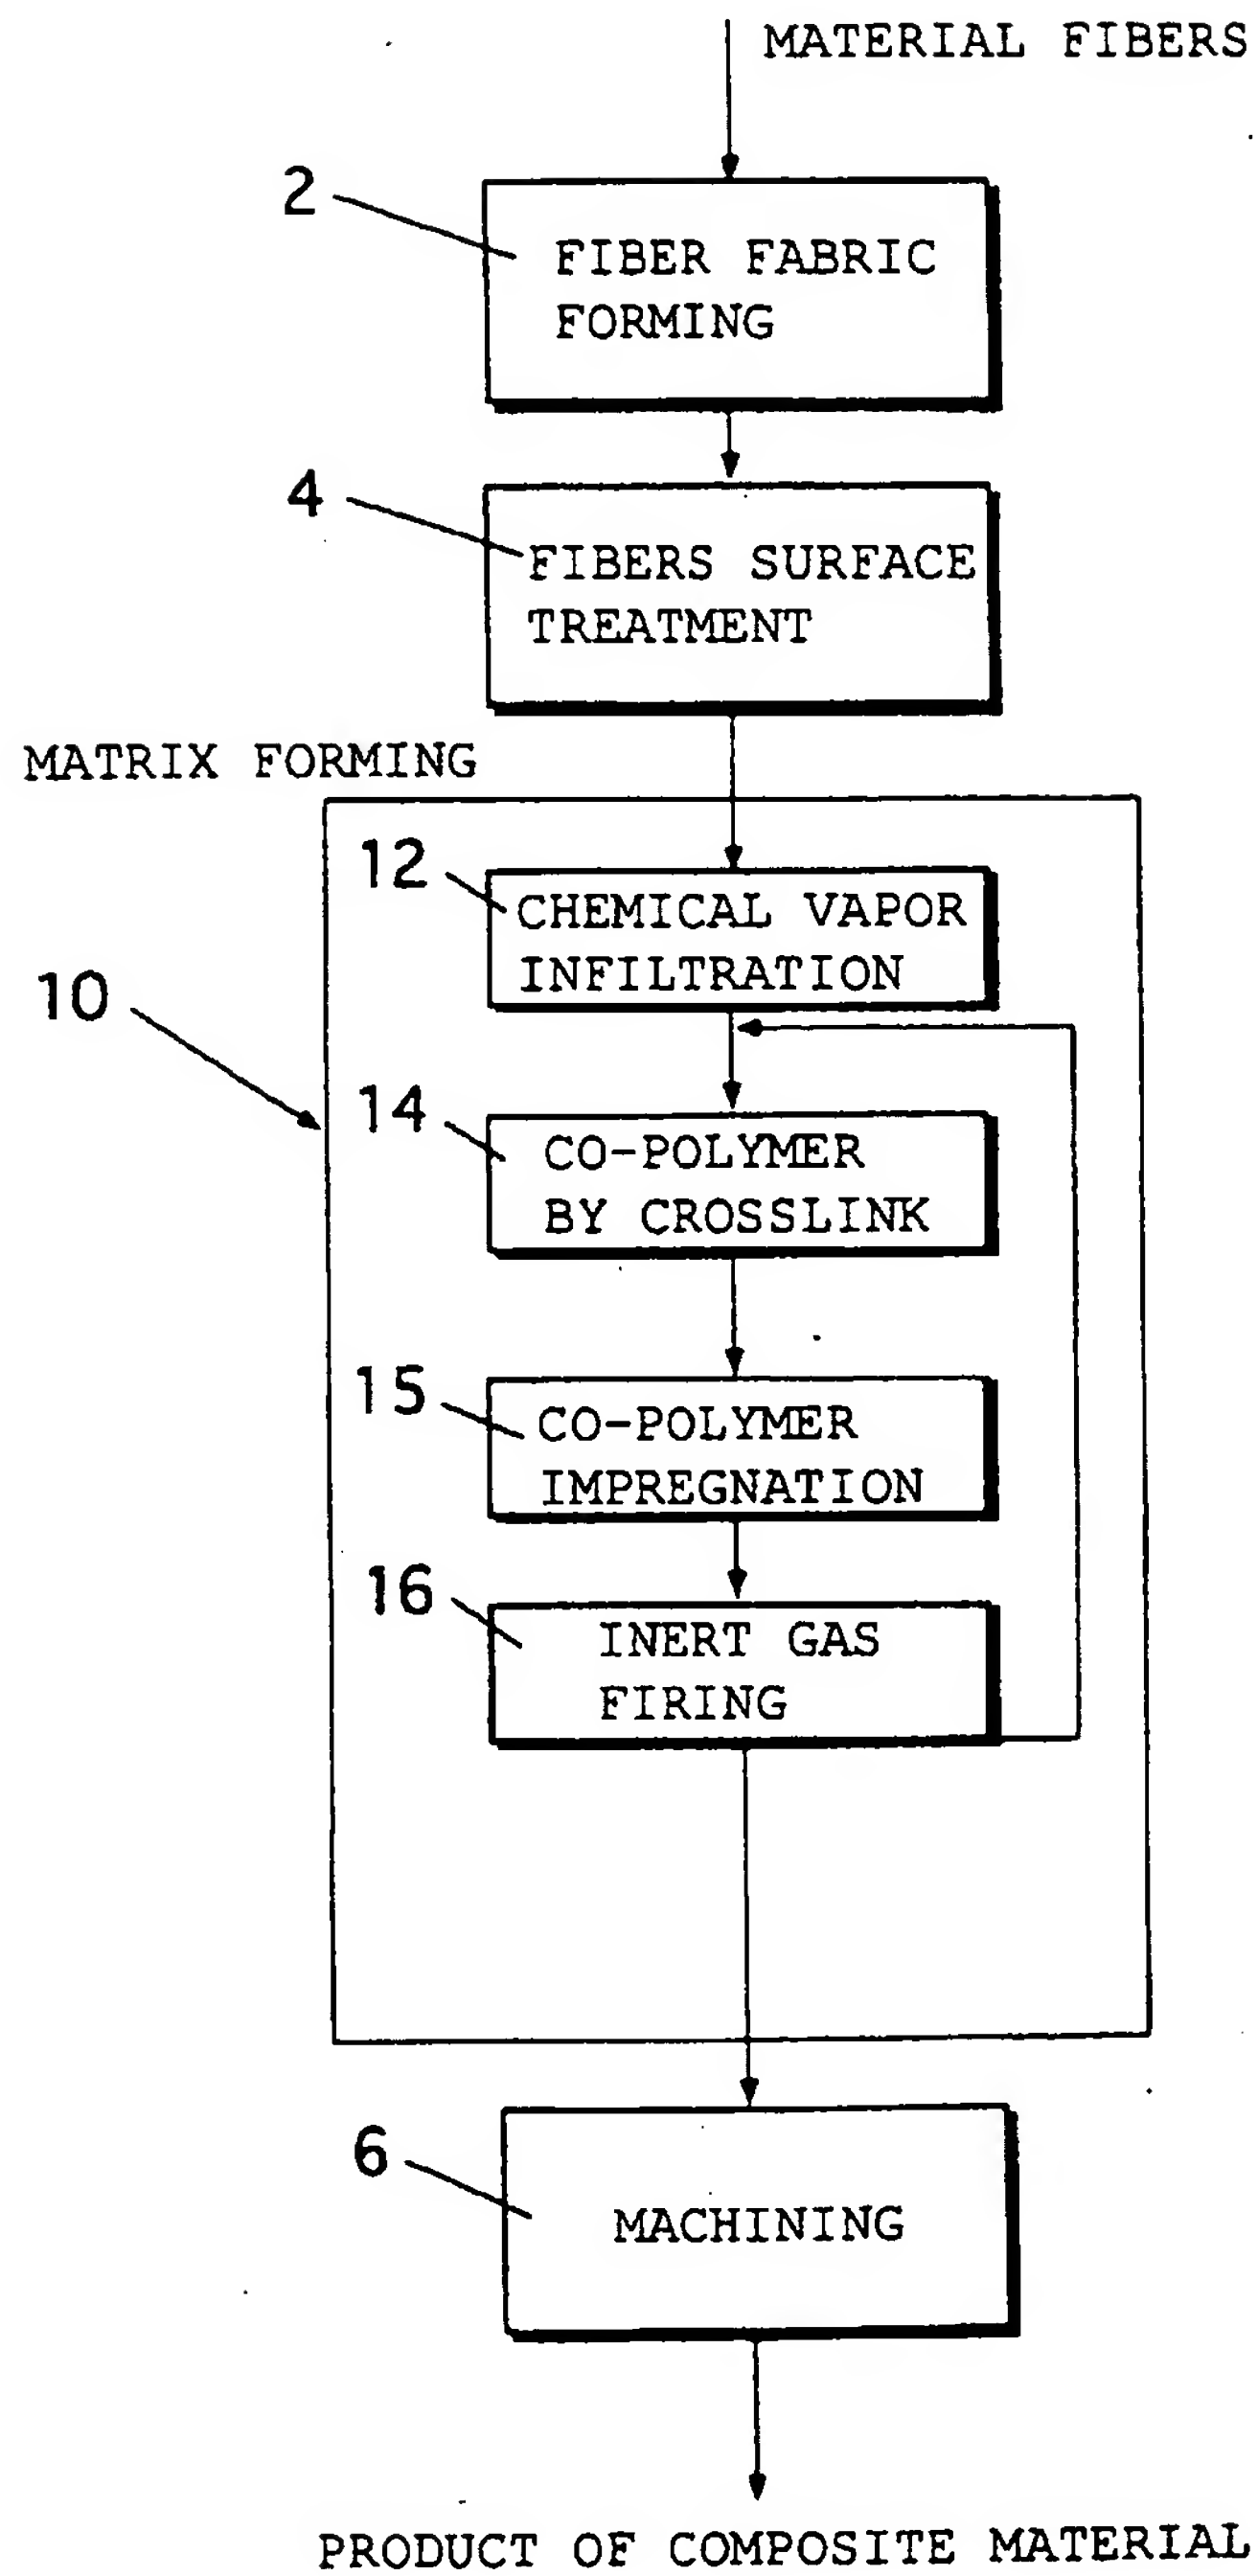 MATERIAL FIBERS
2
FIBER FABRIC
FORMING
4
FIBERS SURFACE
TREATMENT
MATRIX FORMING
12
CHEMICAL VAPOR
INFILTRATION
10
14
CO-POLYMER
BY CROSSLINK
15
CO-POLYMER
IMPREGNATION
16
INERT GAS
FIRING
6
MACHINING
PRODUCT OF COMPOSITE MATERIAL